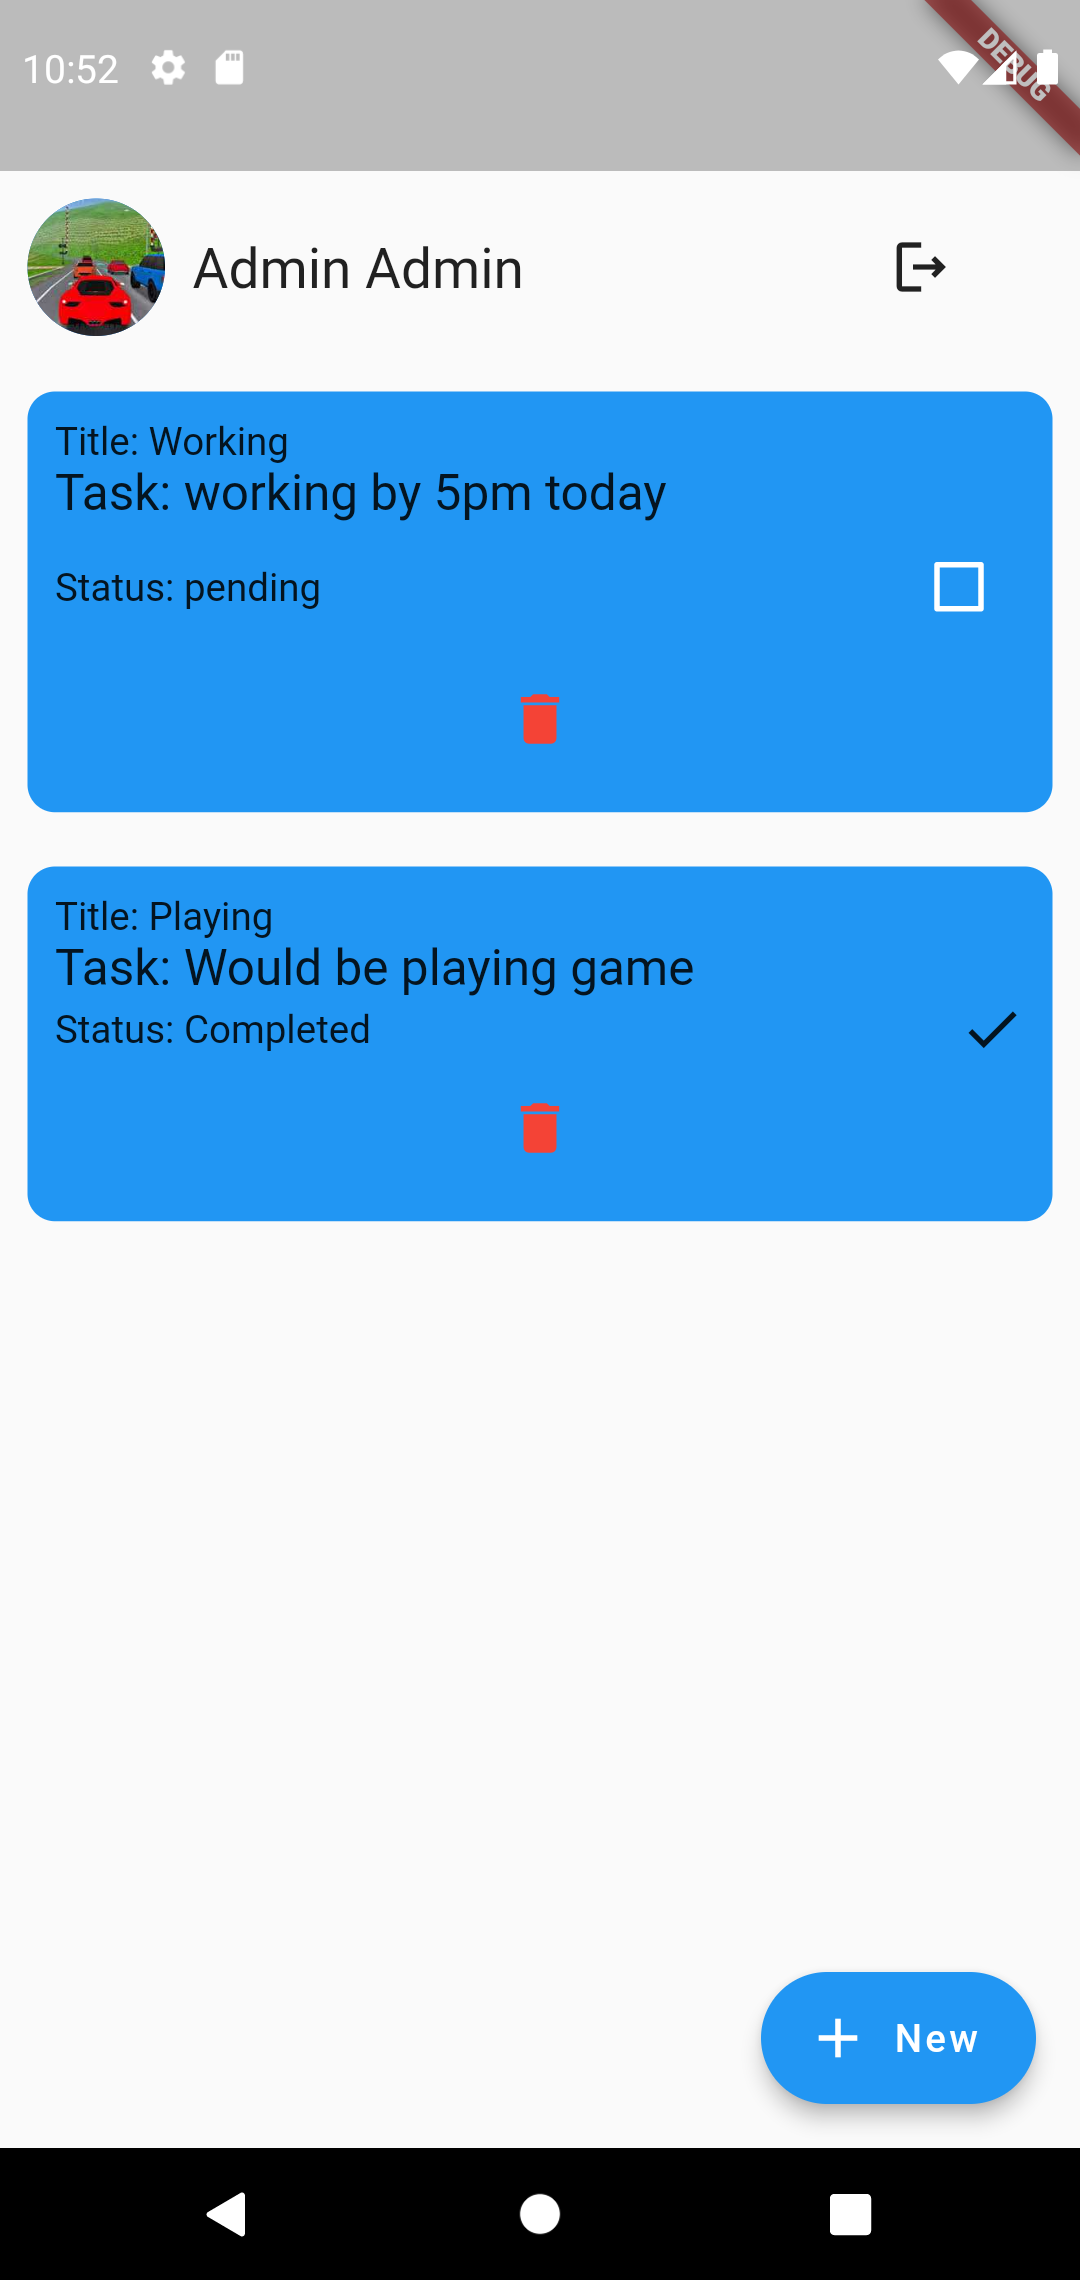 10:52
DEBUG
Admin Admin
Title: Working
Task: working by 5pm today
Status: pending
Title: Playing
Task: Would be playing game
Status: Completed
New